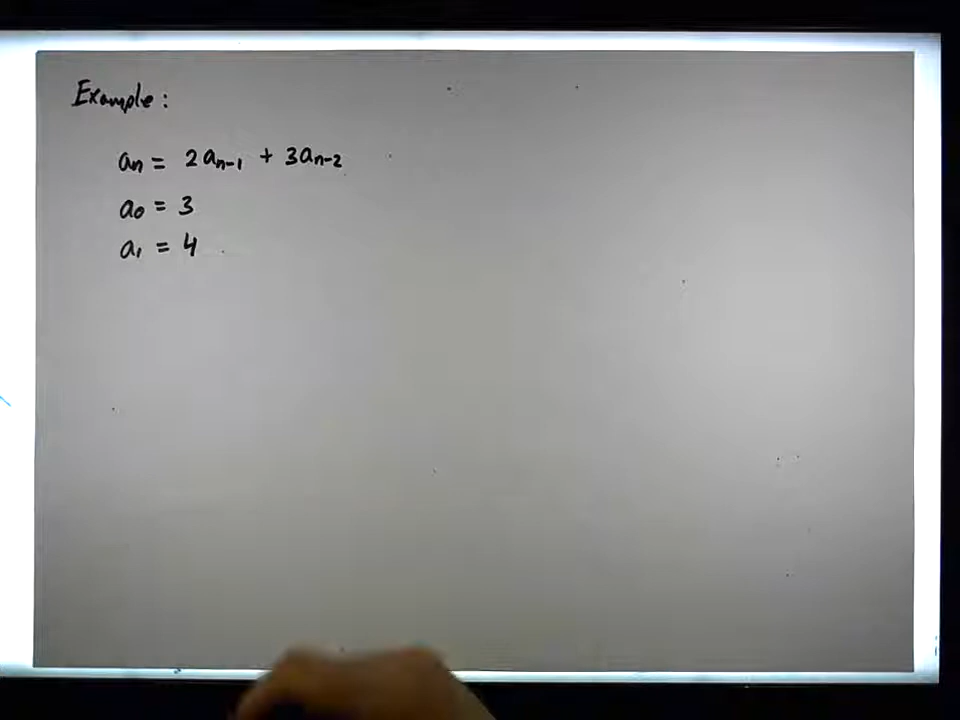 Example:
aₙ = 2aₙ₋₁ + 3aₙ₋₂
a₀ = 3
a₁ = 4